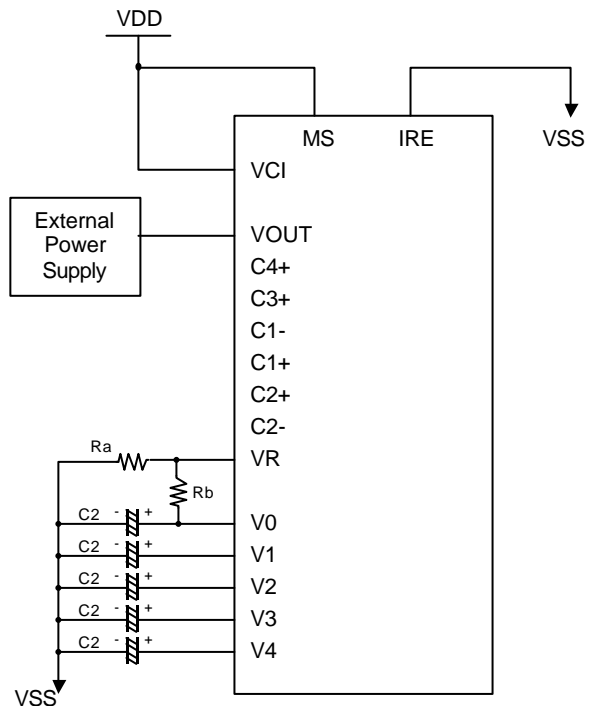 VDD
MS IRE VSS
VCI
External
Power
Supply
VOUT
C4+
C3+
C1-
C1+
C2+
C2-
Ra VR
Rb
C2 - + V0
C2 - + V1
C2 - + V2
C2 - + V3
C2 - + V4
VSS